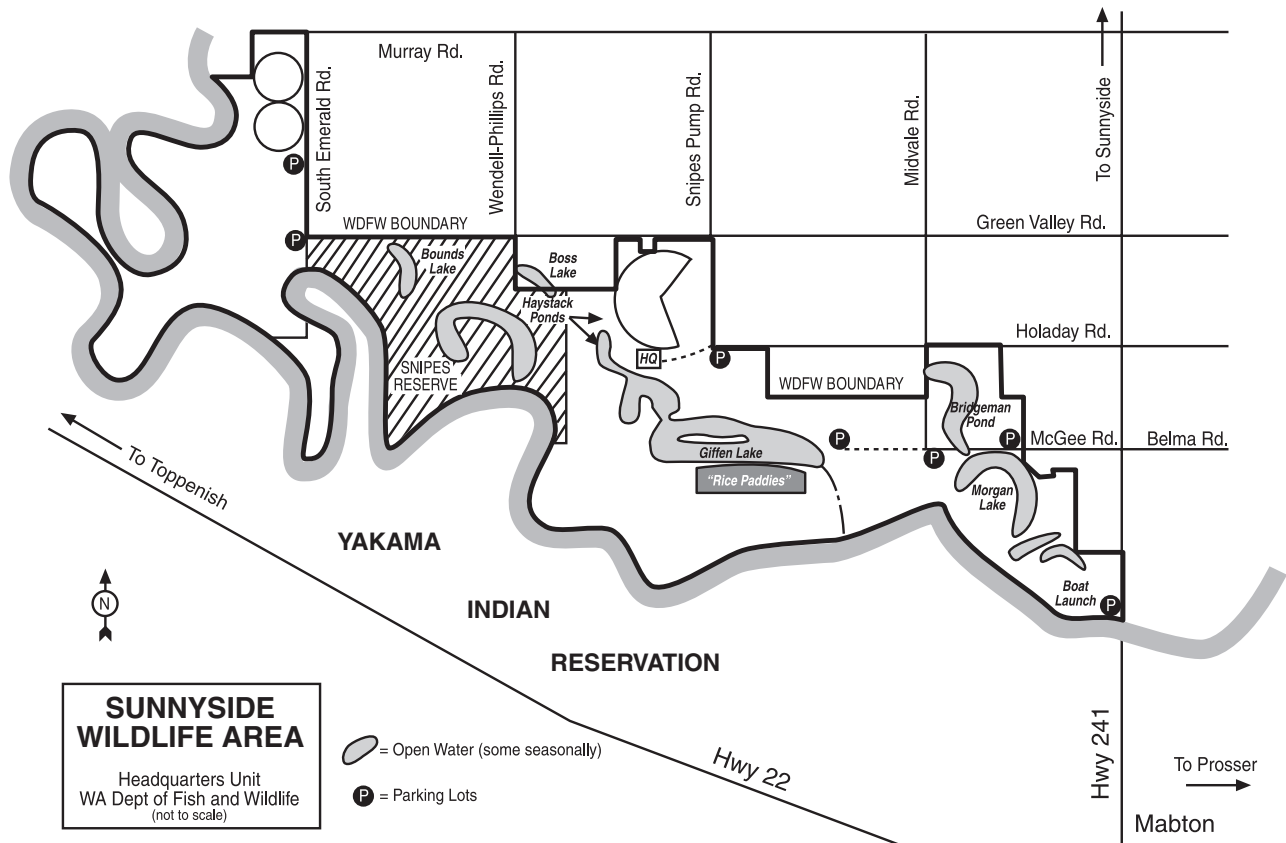 Murray Rd.
South Emerald Rd.
Wendell-Phillips Rd.
Snipes Pump Rd.
Midvale Rd.
To Sunnyside
P
P
WDFW BOUNDARY
Green Valley Rd.
Bounds
Lake
Boss
Lake
Haystack
Ponds
HQ
P
Holaday Rd.
SNIPES
RESERVE
WDFW BOUNDARY
Bridgeman
Pond
P
P
P
McGee Rd.
Belma Rd.
Giffen Lake
"Rice Paddies"
Morgan
Lake
Boat
Launch
P
To Toppenish
YAKAMA
INDIAN
RESERVATION
N
SUNNYSIDE
WILDLIFE AREA
Headquarters Unit
WA Dept of Fish and Wildlife
(not to scale)
= Open Water (some seasonally)
P = Parking Lots
Hwy 22
Hwy 241
To Prosser
Mabton